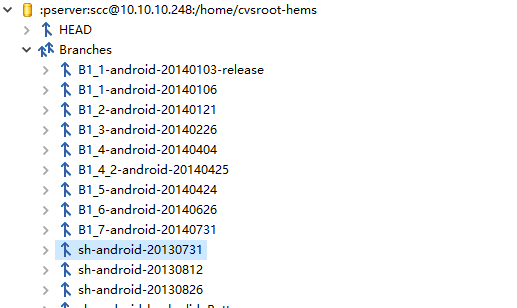 :pserver:scc@10.10.10.248:/home/cvsroot-hems
HEAD
Branches
B1_1-android-20140103-release
B1_1-android-20140106
B1_2-android-20140121
B1_3-android-20140226
B1_4-android-20140404
B1_4_2-android-20140425
B1_5-android-20140424
B1_6-android-20140626
B1_7-android-20140731
sh-android-20130731
sh-android-20130812
sh-android-20130826